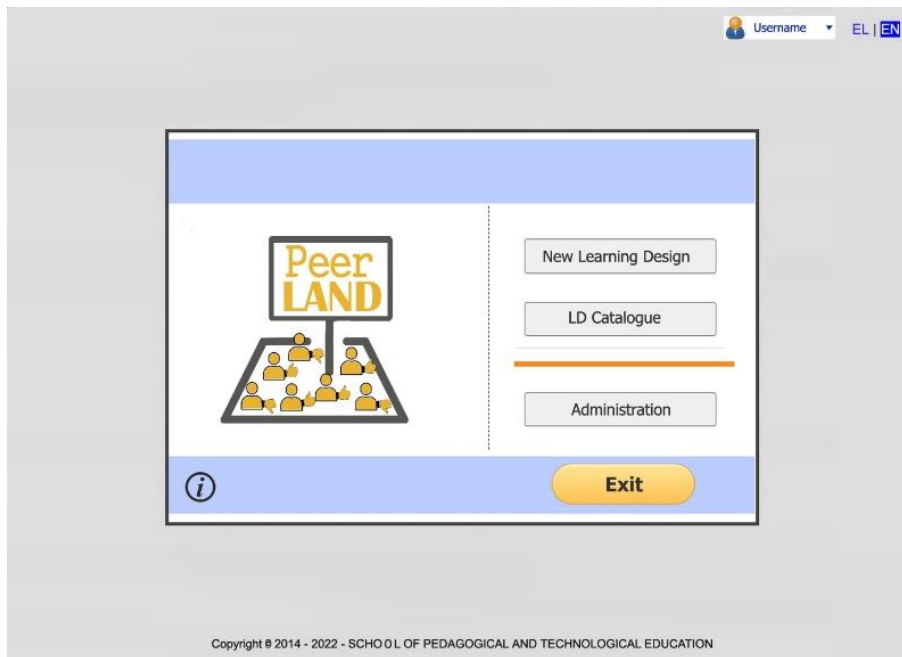 Username
EL | EN
Peer
LAND
New Learning Design
LD Catalogue
Administration
i
Exit
Copyright © 2014 - 2022 - SCHOOL OF PEDAGOGICAL AND TECHNOLOGICAL EDUCATION